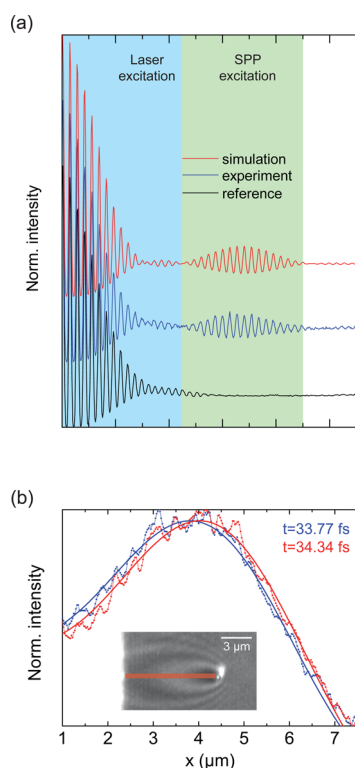 (a)
Laser
excitation
SPP
excitation
simulation
experiment
reference
Norm. intensity
(b)
t=33.77 fs
t=34.34 fs
3 µm
Norm. intensity
1 2 3 4 5 6 7
x (µm)